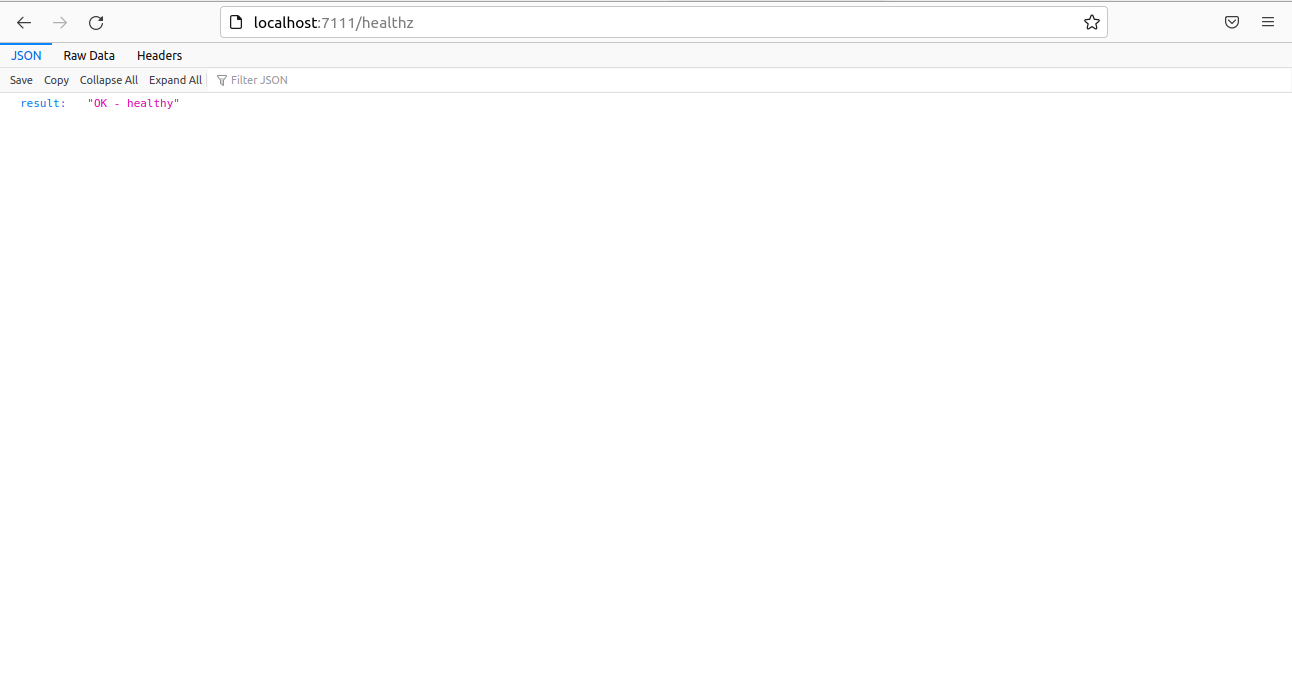 localhost:7111/healthz
JSON Raw Data Headers
Save Copy Collapse All Expand All Filter JSON
result: "OK - healthy"